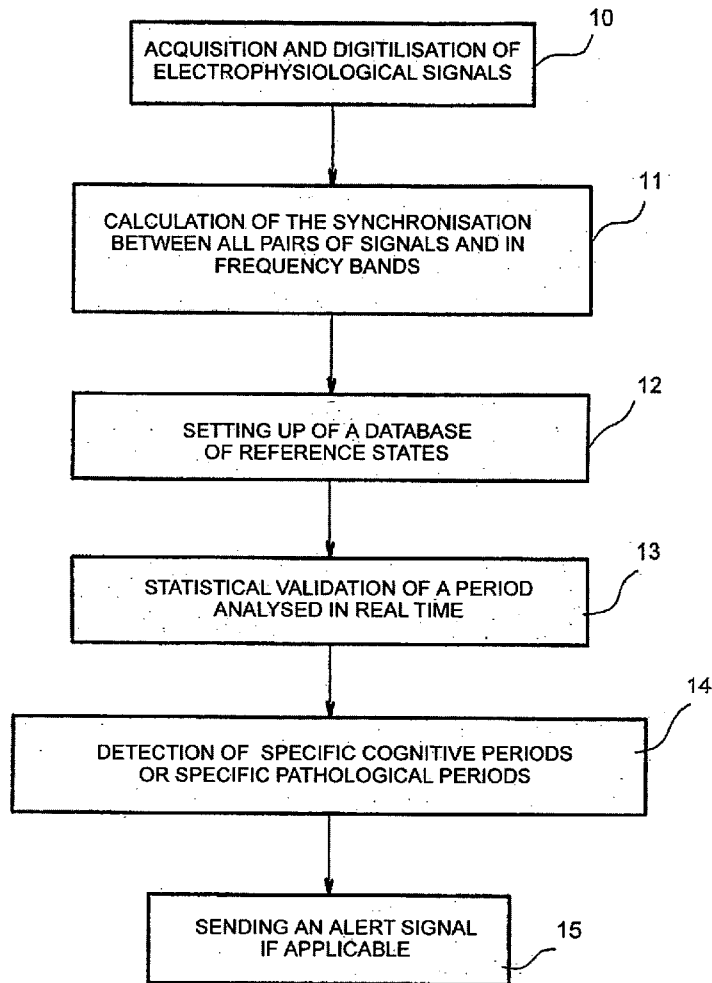 10
ACQUISITION AND DIGITILISATION OF
ELECTROPHYSIOLOGICAL SIGNALS
11
CALCULATION OF THE SYNCHRONISATION
BETWEEN ALL PAIRS OF SIGNALS AND IN
FREQUENCY BANDS
12
SETTING UP OF A DATABASE
OF REFERENCE STATES
13
STATISTICAL VALIDATION OF A PERIOD
ANALYSED IN REAL TIME
14
DETECTION OF SPECIFIC COGNITIVE PERIODS
OR SPECIFIC PATHOLOGICAL PERIODS
SENDING AN ALERT SIGNAL
IF APPLICABLE
15